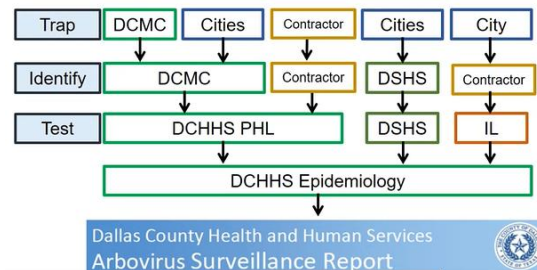 Trap DCMC Cities Contractor Cities City
Identify DCMC Contractor DSHS Contractor
Test DCHHS PHL DSHS IL
DCHHS Epidemiology
Dallas County Health and Human Services
Arbovirus Surveillance Report